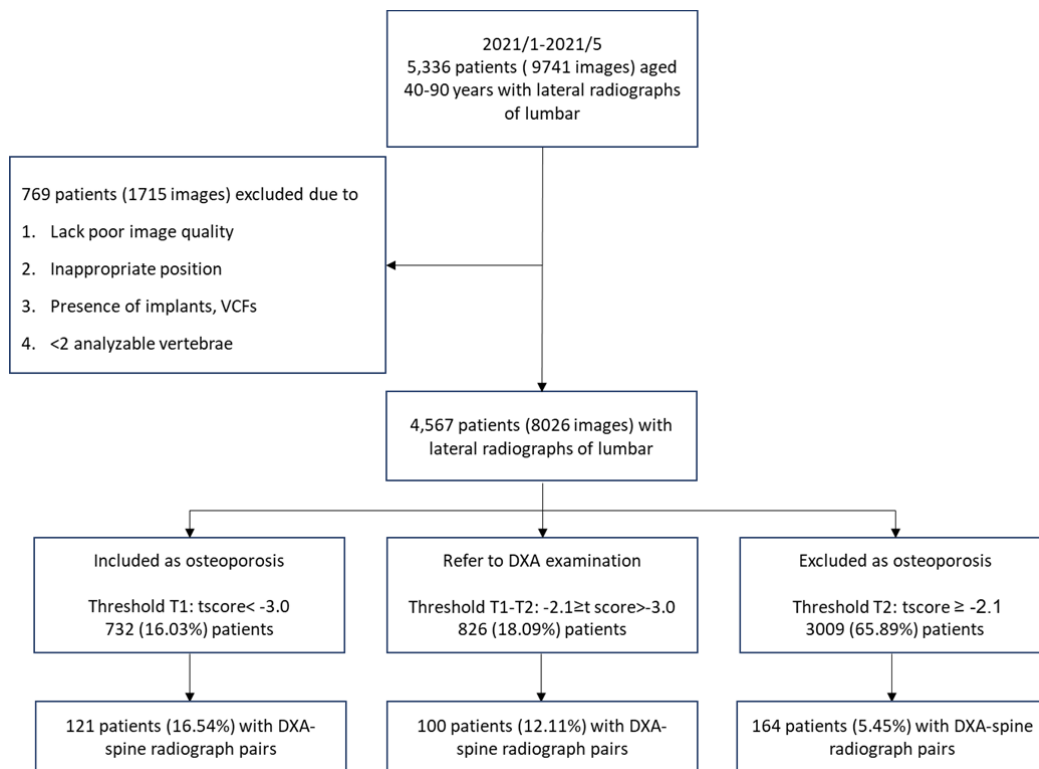 2021/1-2021/5
5,336 patients ( 9741 images) aged
40-90 years with lateral radiographs
of lumbar
769 patients (1715 images) excluded due to
1. Lack poor image quality
2. Inappropriate position
3. Presence of implants, VCFs
4. <2 analyzable vertebrae
4,567 patients (8026 images) with
lateral radiographs of lumbar
Included as osteoporosis
Threshold T1: tscore< -3.0
732 (16.03%) patients
Refer to DXA examination
Threshold T1-T2: -2.1≥t score>-3.0
826 (18.09%) patients
Excluded as osteoporosis
Threshold T2: tscore ≥ -2.1
3009 (65.89%) patients
121 patients (16.54%) with DXA-
spine radiograph pairs
100 patients (12.11%) with DXA-
spine radiograph pairs
164 patients (5.45%) with DXA-spine
radiograph pairs